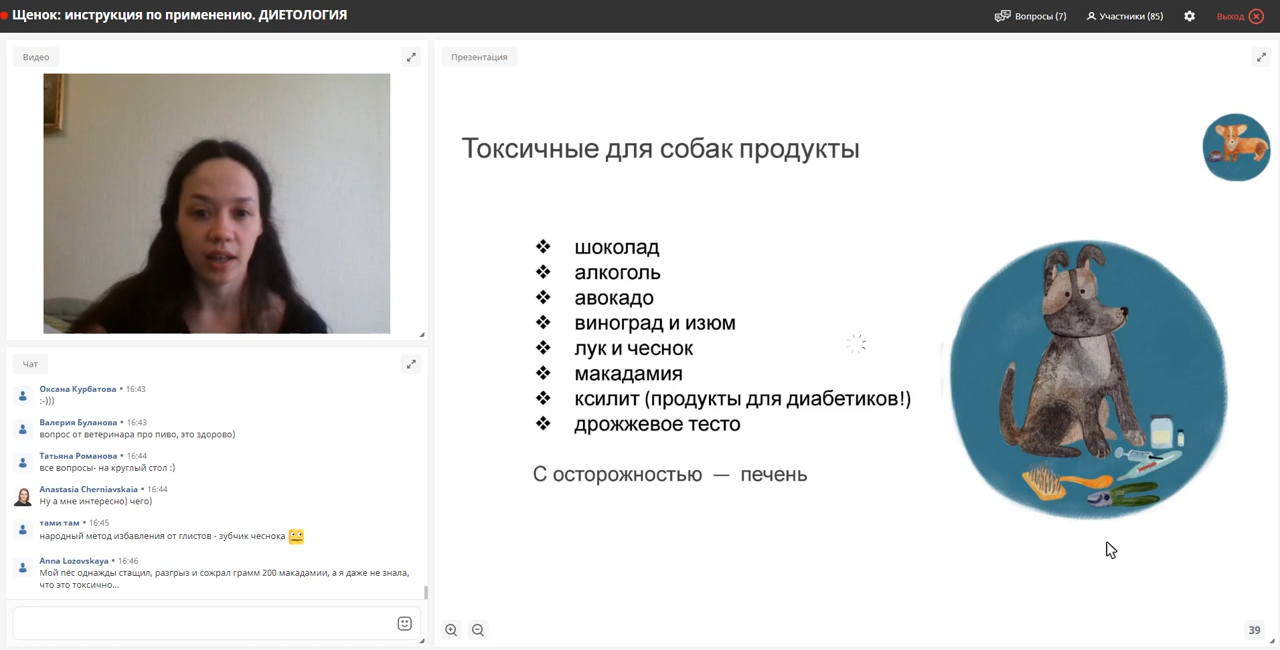 Щенок: инструкция по применению. ДИЕТОЛОГИЯ
Вопросы (7)
Участники (85)
Выход
Видео
Чат
Оксана Курбатова • 16:43
:-)))
Валерия Буланова • 16:43
вопрос от ветеринара про пиво, это здорово)
Татьяна Романова • 16:44
все вопросы- на круглый стол :)
Anastasia Cherniavskaia • 16:44
Ну а мне интересно) чего)
тами там • 16:45
народный метод избавления от глистов - зубчик чеснока
Anna Lozovskaya • 16:46
Мой пёс однажды стащил, разгрыз и сожрал грамм 200 макадамии, а я даже не знала,
что это токсично...
Презентация
Токсичные для собак продукты
❖ шоколад
❖ алкоголь
❖ авокадо
❖ виноград и изюм
❖ лук и чеснок
❖ макадамия
❖ ксилит (продукты для диабетиков!)
❖ дрожжевое тесто
С осторожностью — печень
39